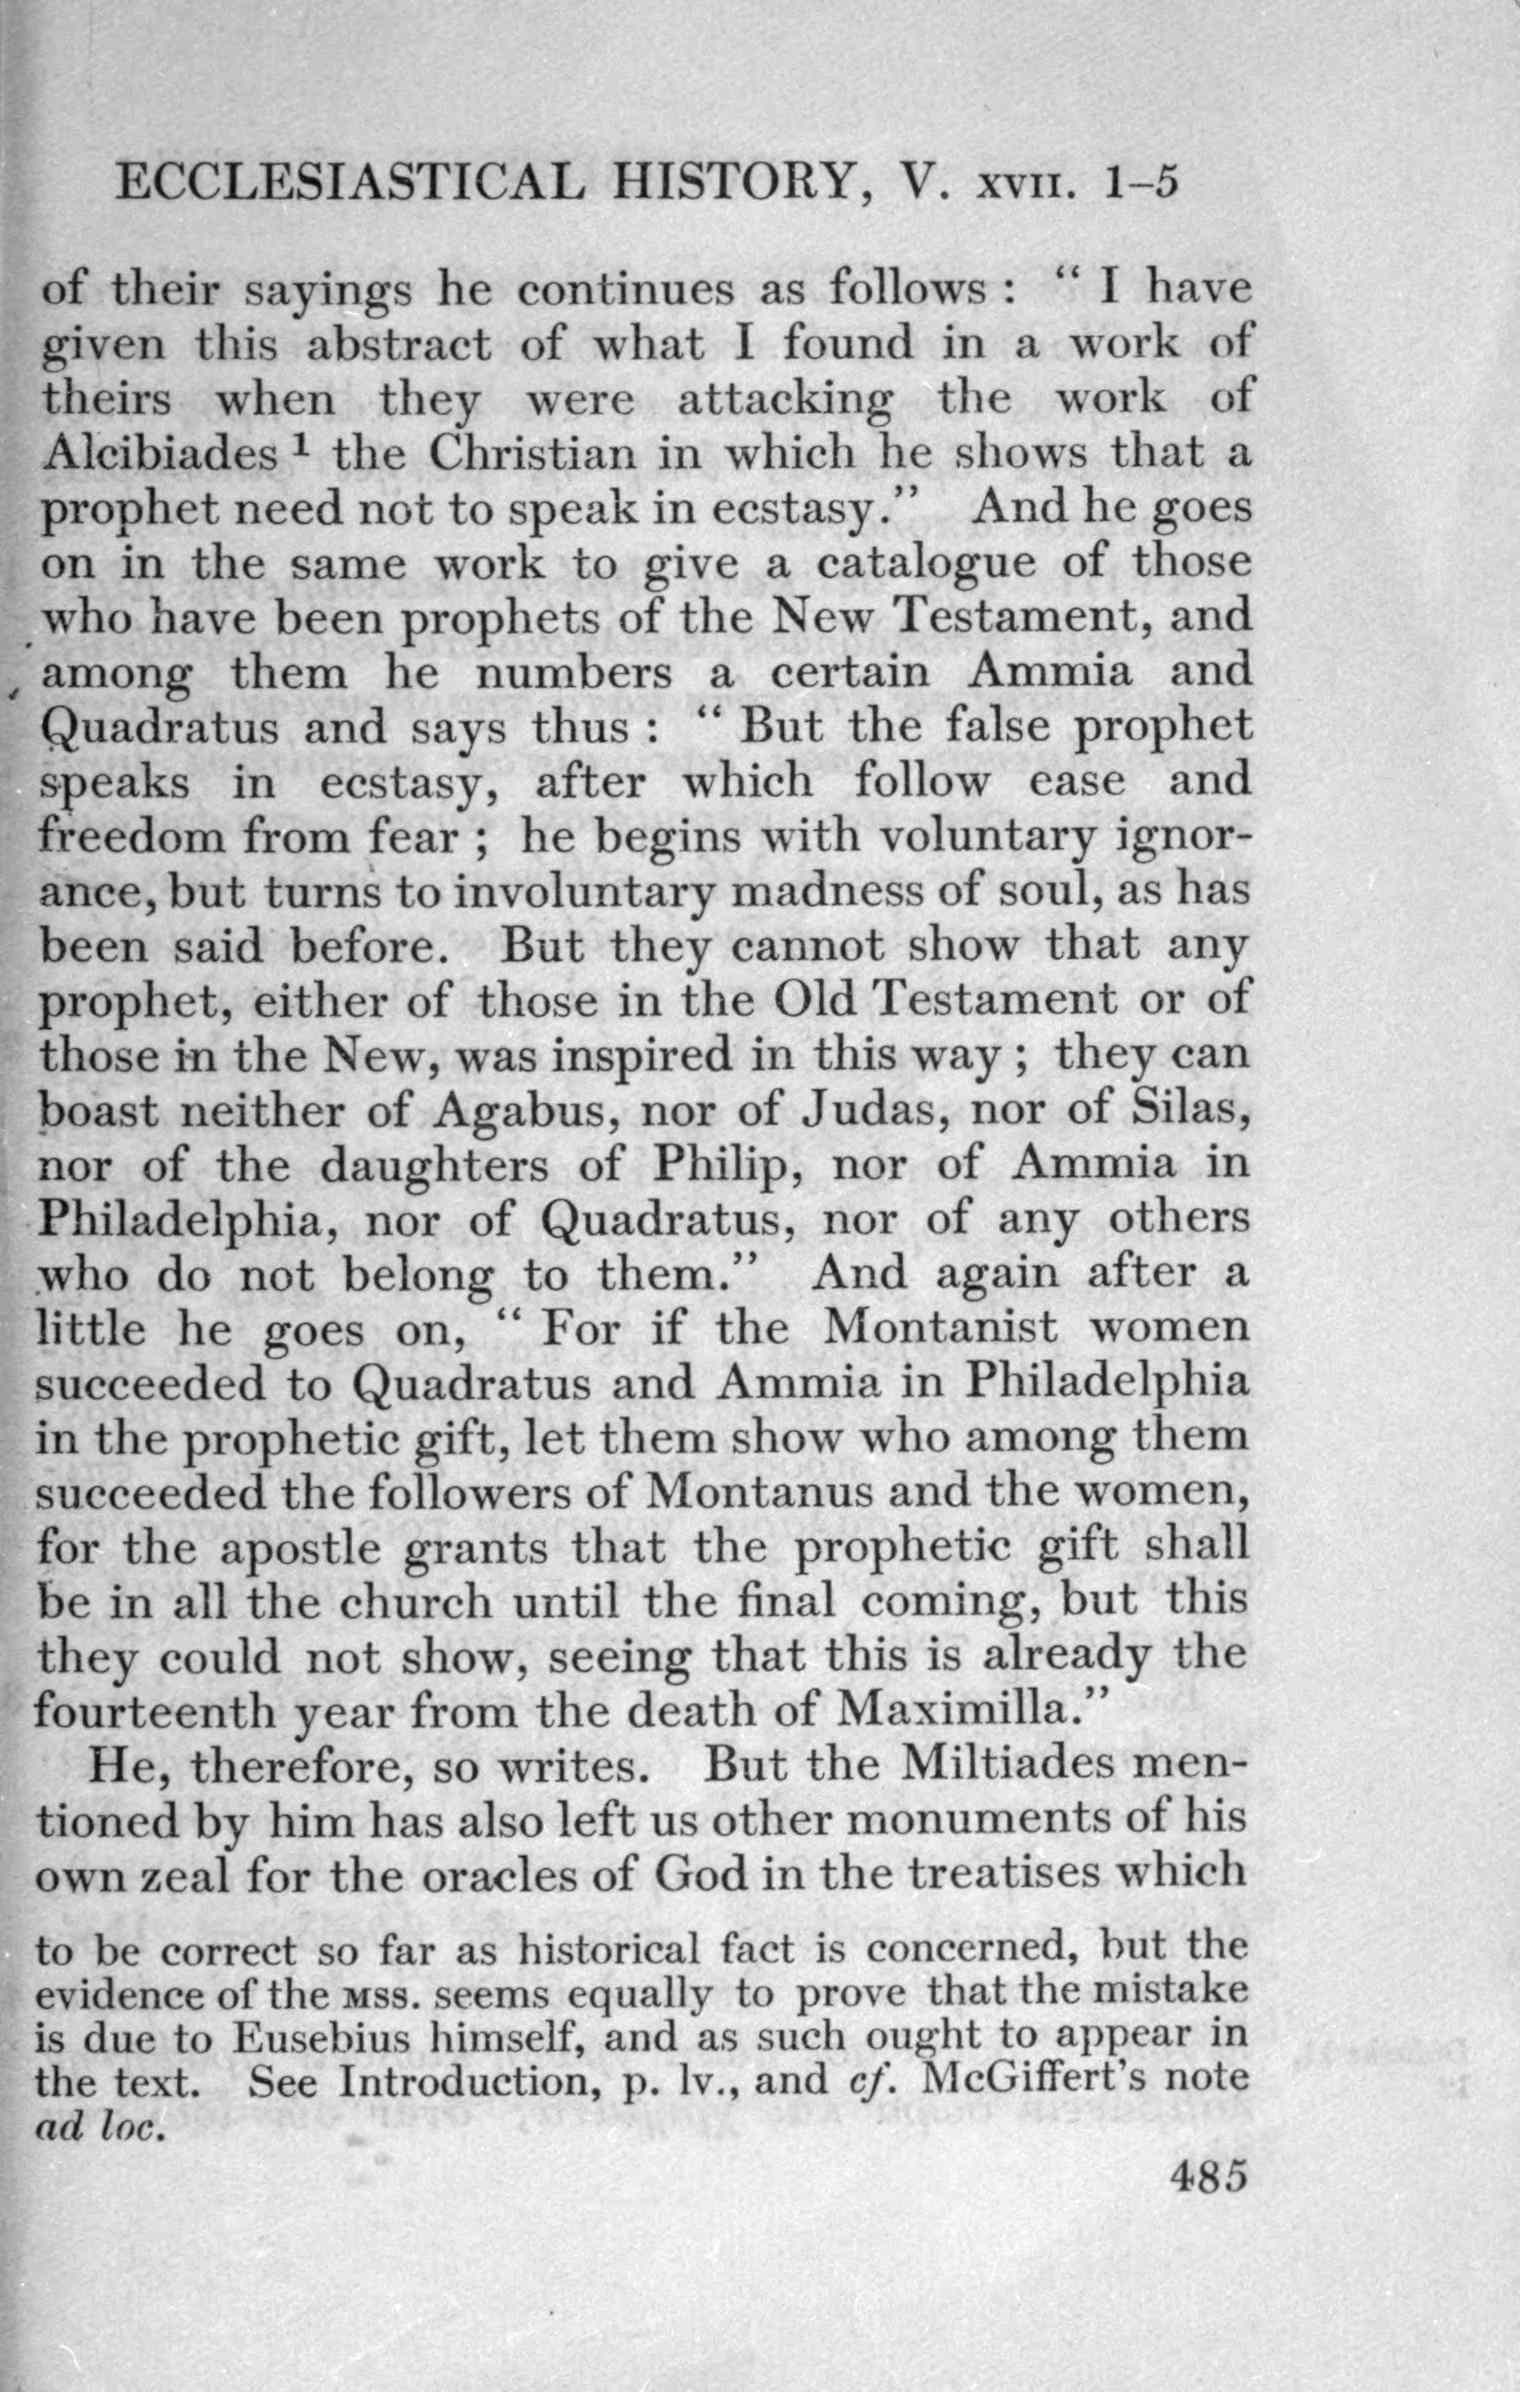 ECCLESIASTICAL HISTORY, V. XVII. 1–5
of their sayings he continues as follows : “ I have
given this abstract of what I found in a work of
theirs when they were attacking the work of
Alcibiades ¹ the Christian in which he shows that a
prophet need not to speak in ecstasy.” And he goes
on in the same work to give a catalogue of those
who have been prophets of the New Testament, and
among them he numbers a certain Ammia and
Quadratus and says thus : “ But the false prophet
speaks in ecstasy, after which follow ease and
freedom from fear ; he begins with voluntary ignor-
ance, but turns to involuntary madness of soul, as has
been said before. But they cannot show that any
prophet, either of those in the Old Testament or of
those in the New, was inspired in this way ; they can
boast neither of Agabus, nor of Judas, nor of Silas,
nor of the daughters of Philip, nor of Ammia in
Philadelphia, nor of Quadratus, nor of any others
who do not belong to them.” And again after a
little he goes on, “ For if the Montanist women
succeeded to Quadratus and Ammia in Philadelphia
in the prophetic gift, let them show who among them
succeeded the followers of Montanus and the women,
for the apostle grants that the prophetic gift shall
be in all the church until the final coming, but this
they could not show, seeing that this is already the
fourteenth year from the death of Maximilla.”
He, therefore, so writes. But the Miltiades men-
tioned by him has also left us other monuments of his
own zeal for the oracles of God in the treatises which
to be correct so far as historical fact is concerned, but the
evidence of the MSS. seems equally to prove that the mistake
is due to Eusebius himself, and as such ought to appear in
the text. See Introduction, p. lv., and cf. McGiffert’s note
ad loc.
485